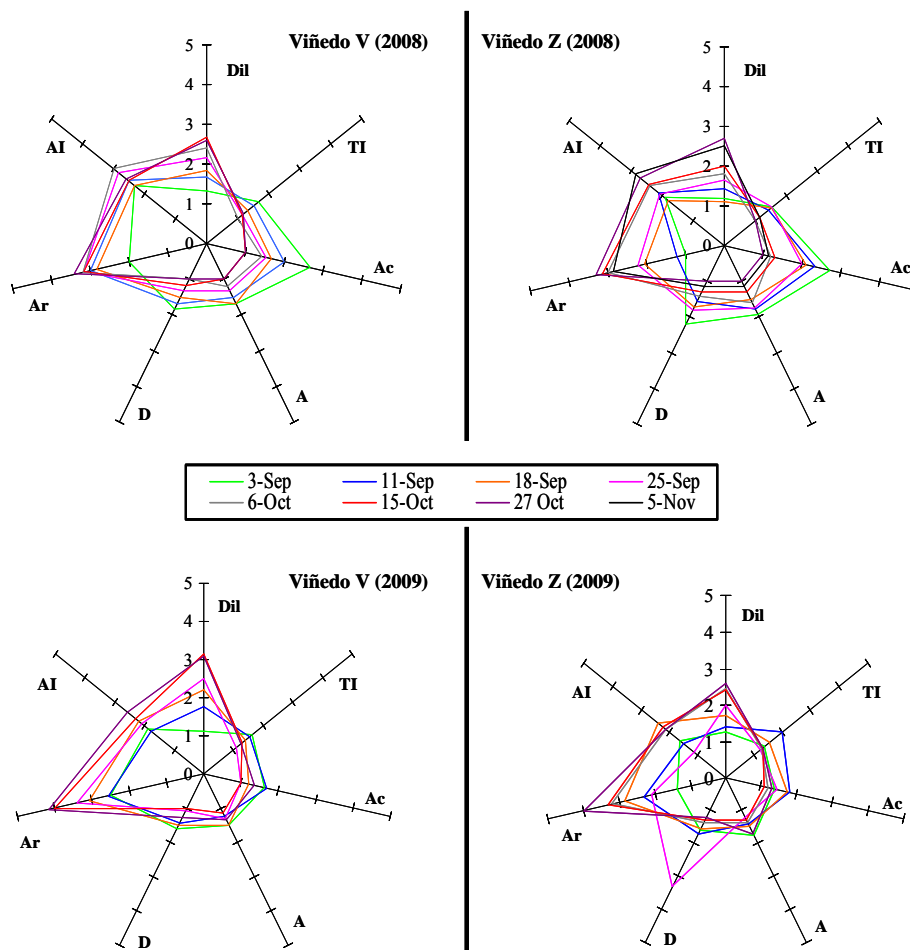 Viñedo V (2008)
5
4
3
2
1
0
Dil
TI
Ac
A
D
Ar
AI
Viñedo Z (2008)
5
4
3
2
1
0
Dil
TI
Ac
A
D
Ar
AI
3-Sep 11-Sep 18-Sep 25-Sep
6-Oct 15-Oct 27 Oct 5-Nov
Viñedo V (2009)
5
4
3
2
1
0
Dil
TI
Ac
A
D
Ar
AI
Viñedo Z (2009)
5
4
3
2
1
0
Dil
TI
Ac
A
D
Ar
AI